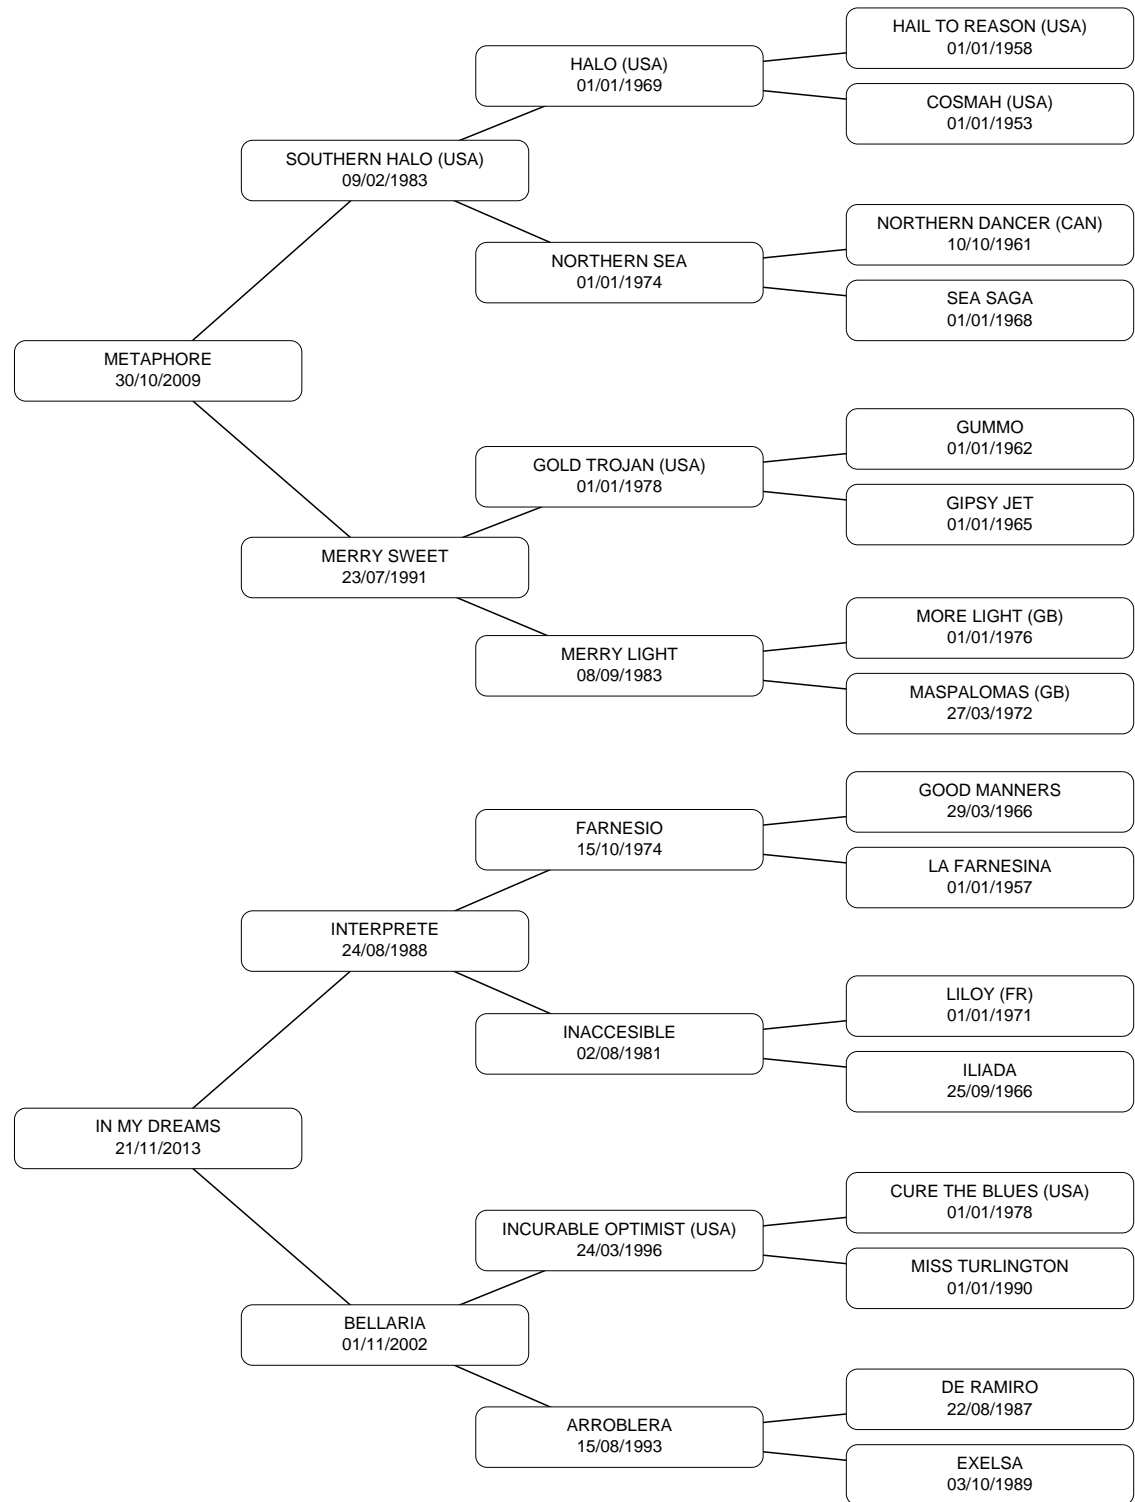 HAIL TO REASON (USA)
01/01/1958
HALO (USA)
01/01/1969
COSMAH (USA)
01/01/1953
SOUTHERN HALO (USA)
09/02/1983
NORTHERN DANCER (CAN)
10/10/1961
NORTHERN SEA
01/01/1974
SEA SAGA
01/01/1968
METAPHORE
30/10/2009
GUMMO
01/01/1962
GOLD TROJAN (USA)
01/01/1978
GIPSY JET
01/01/1965
MERRY SWEET
23/07/1991
MORE LIGHT (GB)
01/01/1976
MERRY LIGHT
08/09/1983
MASPALOMAS (GB)
27/03/1972
GOOD MANNERS
29/03/1966
FARNESIO
15/10/1974
LA FARNESINA
01/01/1957
INTERPRETE
24/08/1988
LILOY (FR)
01/01/1971
INACCESIBLE
02/08/1981
ILIADA
25/09/1966
IN MY DREAMS
21/11/2013
CURE THE BLUES (USA)
01/01/1978
INCURABLE OPTIMIST (USA)
24/03/1996
MISS TURLINGTON
01/01/1990
BELLARIA
01/11/2002
DE RAMIRO
22/08/1987
ARROBLERA
15/08/1993
EXELSA
03/10/1989